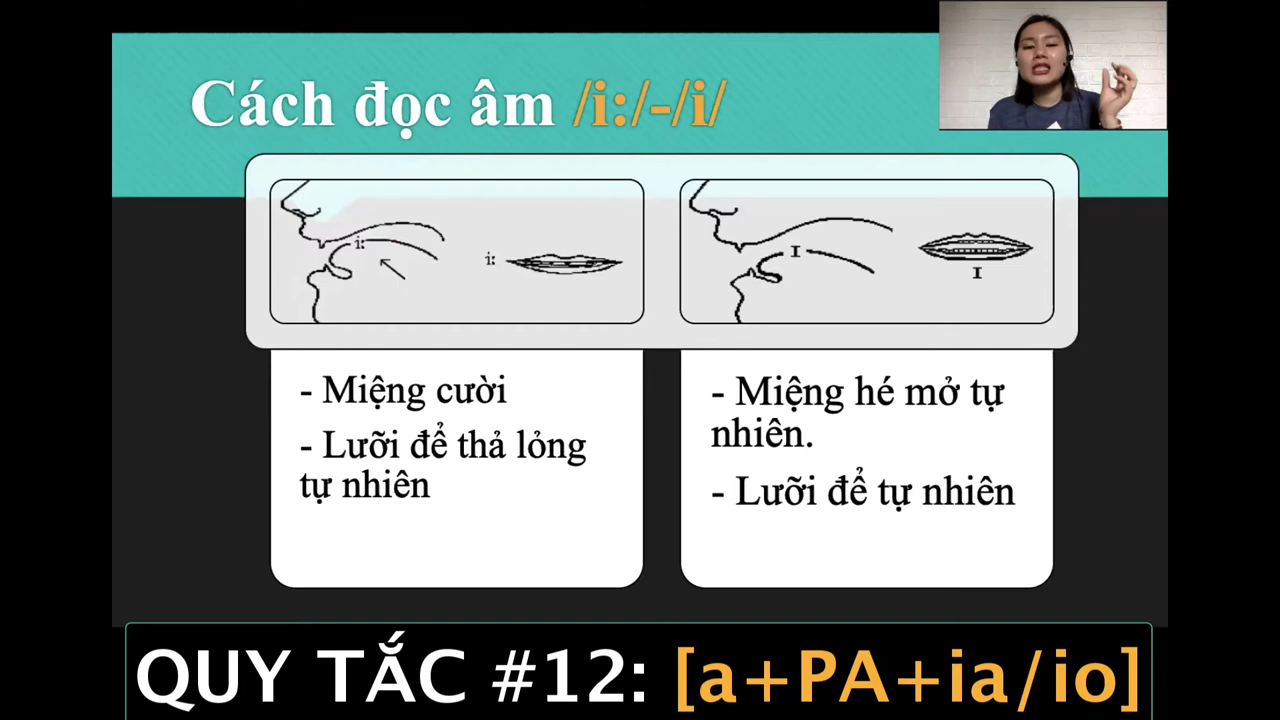 Cách đọc âm /i:/-/i/
i:
i:
I
I
- Miệng cười
- Lưỡi để thả lỏng
tự nhiên
- Miệng hé mở tự
nhiên.
- Lưỡi để tự nhiên
QUY TẮC #12: [a+PA+ia/io]